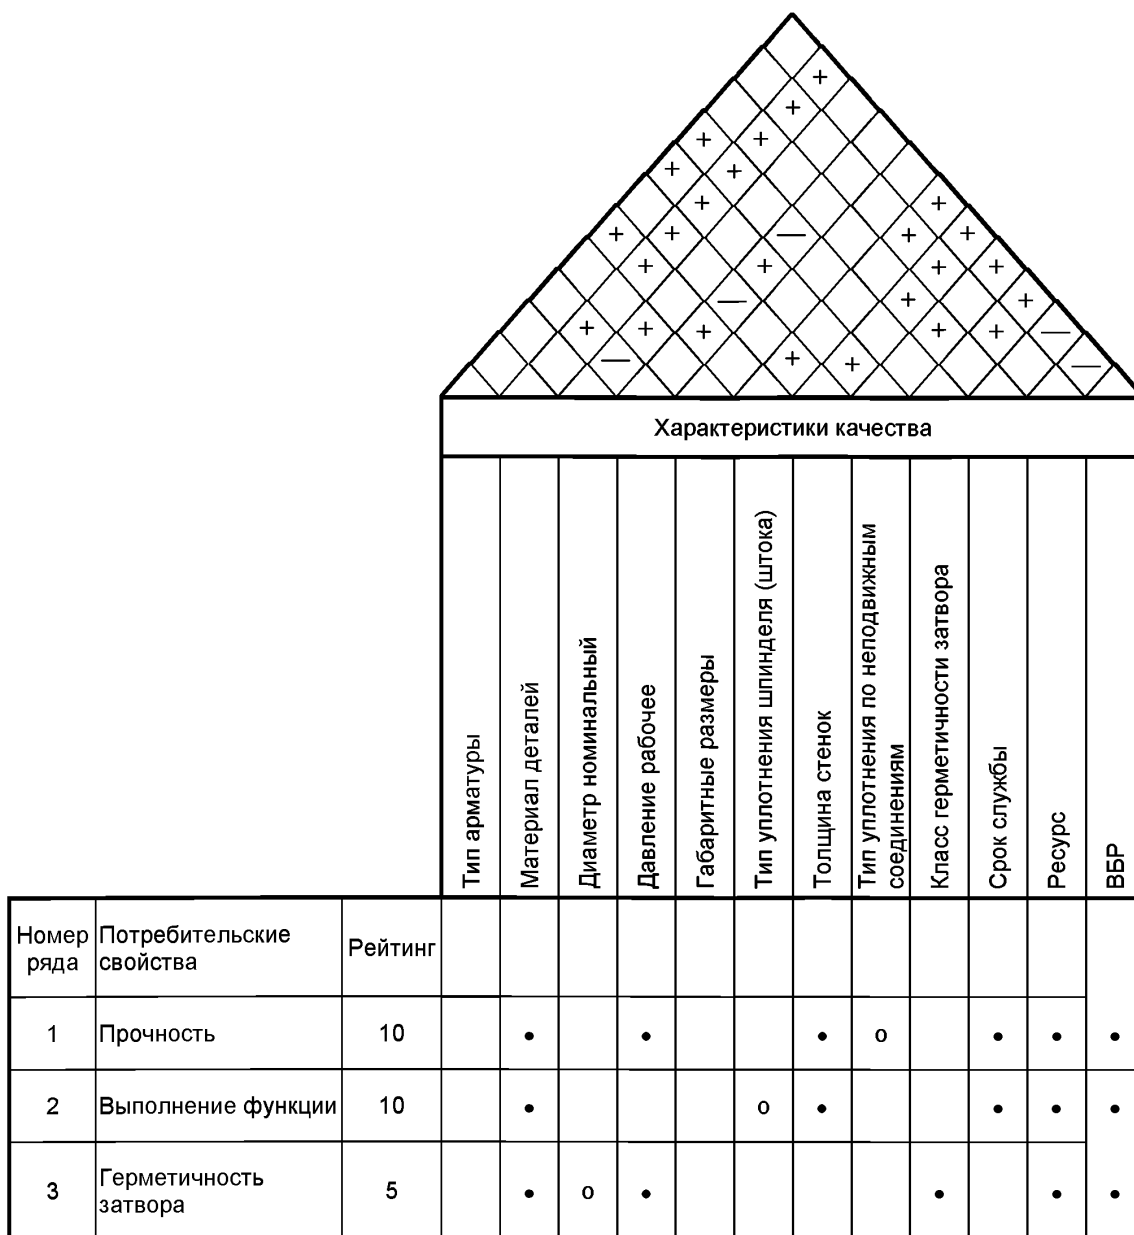 +
+
+ +
+ +
+ +
+ + — + +
+ + + +
— + +
+ + + + + —
— + + —
Характеристики качества
Тип арматуры
Материал деталей
Диаметр номинальный
Давление рабочее
Габаритные размеры
Тип уплотнения шпинделя (штока)
Толщина стенок
Тип уплотнения по неподвижным
соединениям
Класс герметичности затвора
Срок службы
Ресурс
ВБР
Номер
ряда
Потребительские
свойства
Рейтинг
1 Прочность 10 • • • о • • •
2 Выполнение функции 10 • о • • • •
3 Герметичность
затвора 5 • о • • • •